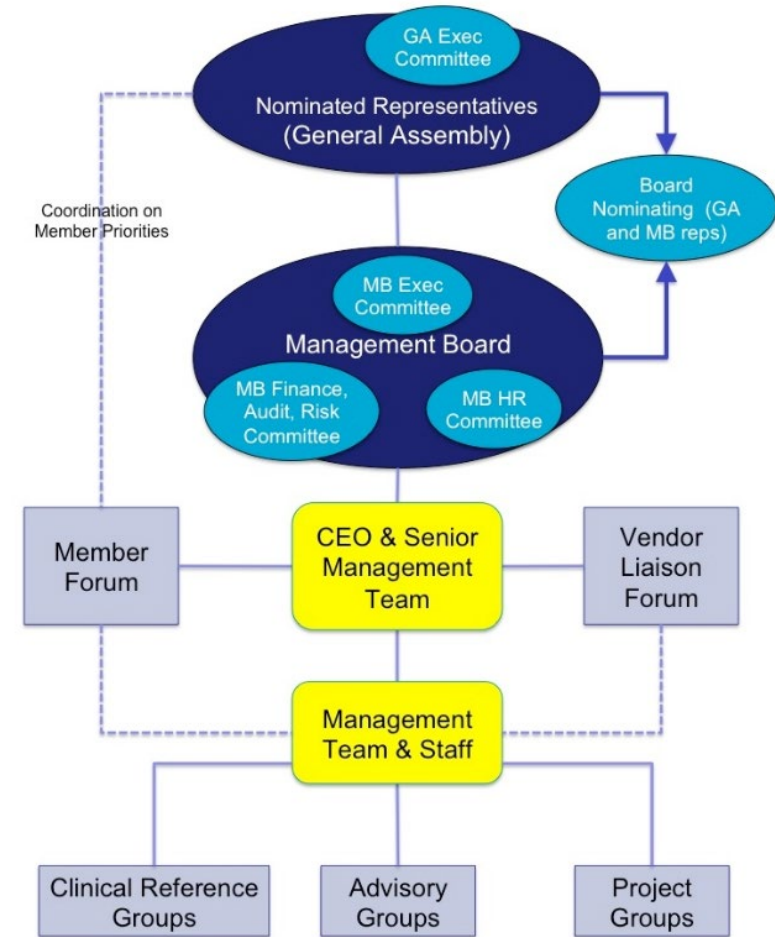 GA Exec
Committee
Nominated Representatives
(General Assembly)
Board
Nominating (GA
and MB reps)
Coordination on
Member Priorities
MB Exec
Committee
Management Board
MB Finance,
Audit, Risk
Committee
MB HR
Committee
Member
Forum
CEO & Senior
Management
Team
Vendor
Liaison
Forum
Management
Team & Staff
Clinical Reference
Groups
Advisory
Groups
Project
Groups